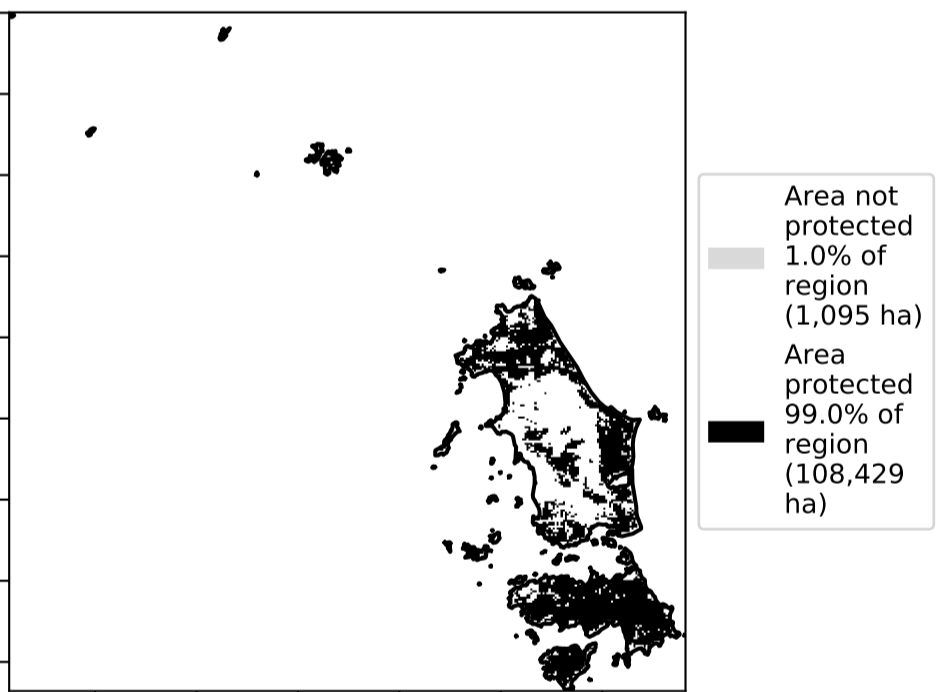 Area not
protected
1.0% of
region
(1,095 ha)
Area
protected
99.0% of
region
(108,429
ha)